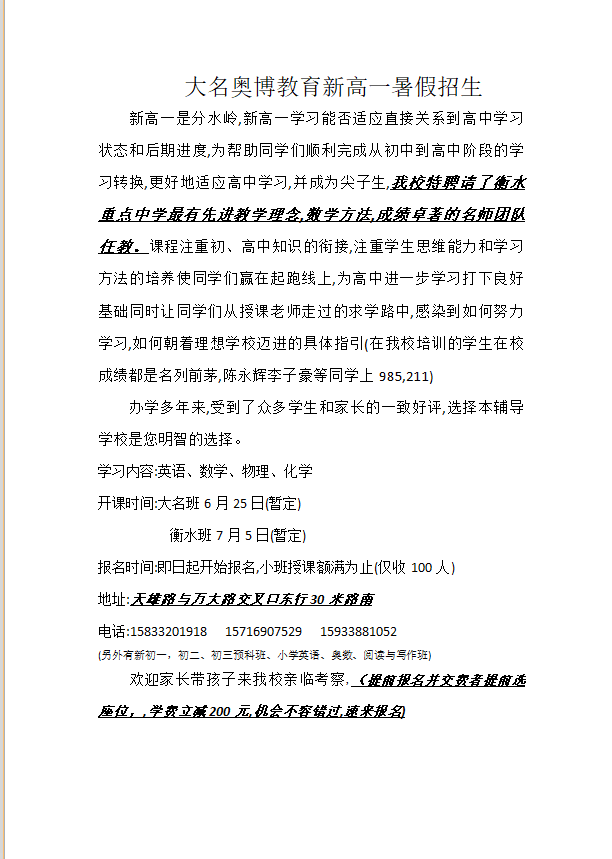 大名奥博教育新高一暑假招生
新高一是分水岭,新高一学习能否适应直接关系到高中学习
状态和后期进度,为帮助同学们顺利完成从初中到高中阶段的学
习转换,更好地适应高中学习,并成为尖子生,我校特聘请了衡水
重点中学最有先进教学理念,数学方法,成绩卓著的名师团队
任教。课程注重初、高中知识的衔接,注重学生思维能力和学习
方法的培养使同学们赢在起跑线上,为高中进一步学习打下良好
基础同时让同学们从授课老师走过的求学路中,感染到如何努力
学习,如何朝着理想学校迈进的具体指引(在我校培训的学生在校
成绩都是名列前茅,陈永辉李子豪等同学上 985,211)
办学多年来,受到了众多学生和家长的一致好评,选择本辅导
学校是您明智的选择。
学习内容:英语、数学、物理、化学
开课时间:大名班 6 月 25 日(暂定)
衡水班 7 月 5 日(暂定)
报名时间:即日起开始报名,小班授课额满为止(仅收 100 人)
地址:天雄路与万大路交叉口东行 30 米路南
电话:15833201918 15716907529 15933881052
(另外有新初一，初二、初三预科班、小学英语、奥数、阅读与写作班)
欢迎家长带孩子来我校亲临考察,（提前报名并交费者提前选
座位，,学费立减 200 元,机会不容错过,速来报名)